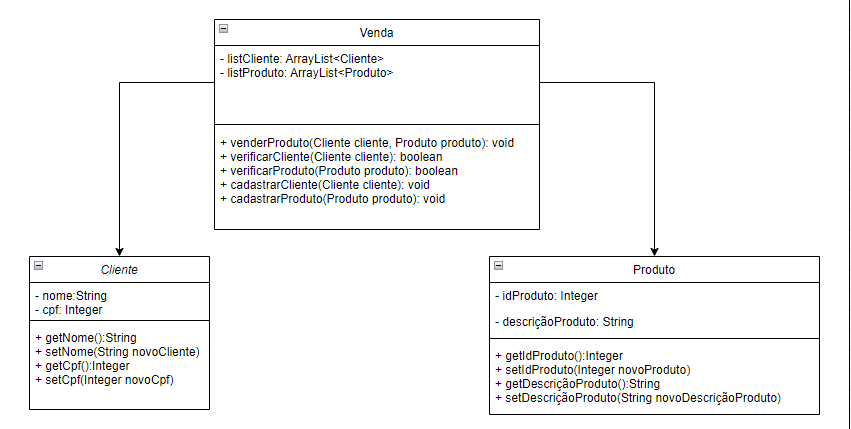 Venda
- listCliente: ArrayList<Cliente>
- listProduto: ArrayList<Produto>
+ venderProduto(Cliente cliente, Produto produto): void
+ verificarCliente(Cliente cliente): boolean
+ verificarProduto(Produto produto): boolean
+ cadastrarCliente(Cliente cliente): void
+ cadastrarProduto(Produto produto): void
Cliente
- nome:String
- cpf: Integer
+ getNome():String
+ setNome(String novoCliente)
+ getCpf():Integer
+ setCpf(Integer novoCpf)
Produto
- idProduto: Integer
- descriçãoProduto: String
+ getIdProduto():Integer
+ setIdProduto(Integer novoProduto)
+ getDescriçãoProduto():String
+ setDescriçãoProduto(String novoDescriçãoProduto)